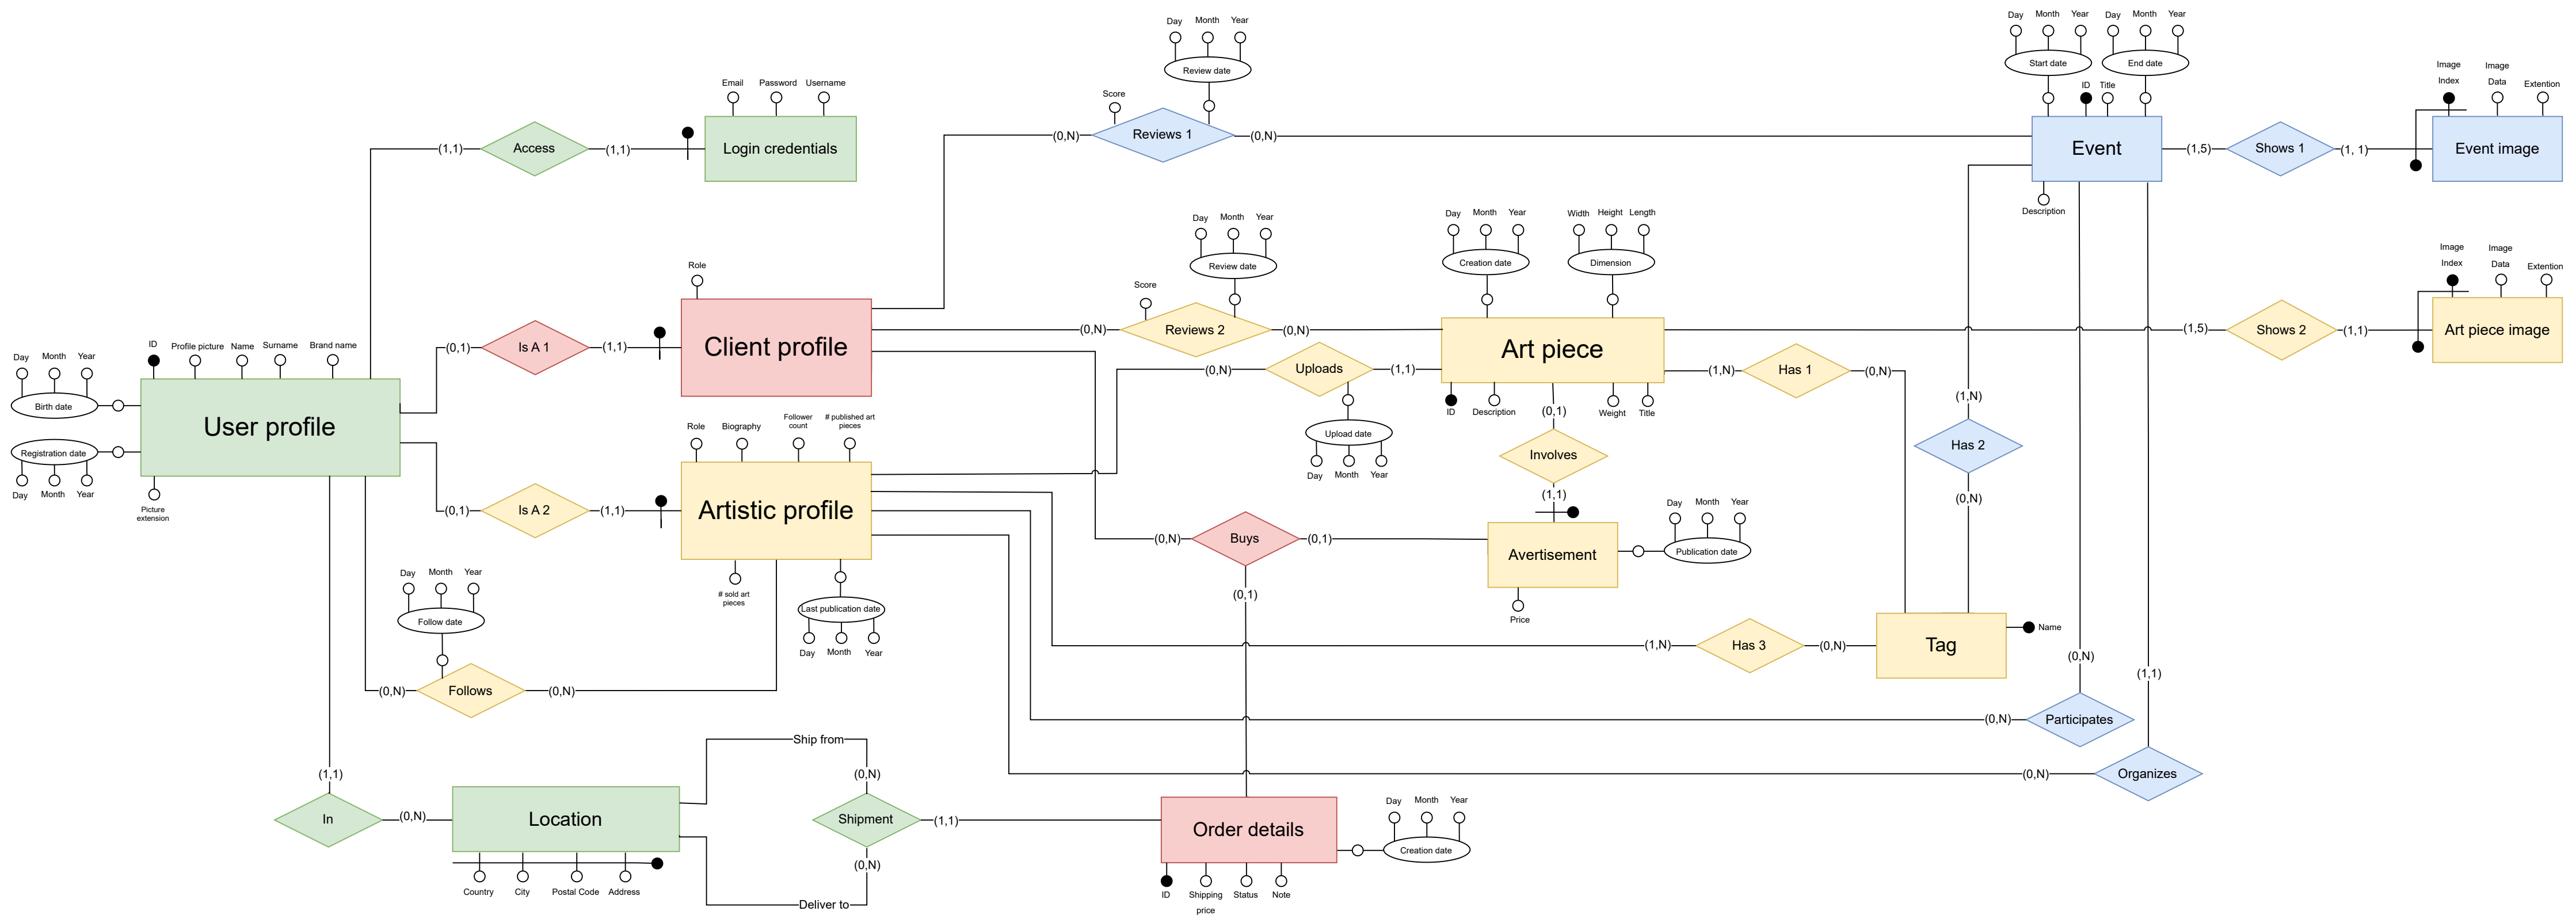 Day Month Year
Review date
Score
Reviews 1
(0,N)
(0,N)
Day Month Year
Start date
Day Month Year
End date
ID Title
Event
Description
(1,5)
Shows 1
(1, 1)
Image
Index
Image
Data
Extention
Event image
Email Password Username
Access
(1,1)
(1,1)
Login credentials
Role
Client profile
(0,1)
Is A 1
(1,1)
Day Month Year
Review date
Score
(0,N)
Reviews 2
(0,N)
Day Month Year
Creation date
Width Height Length
Dimension
Art piece
ID
Description
Weight
Title
(1,5)
Shows 2
(1,1)
Image
Index
Image
Data
Extention
Art piece image
(0,N)
Uploads
(1,1)
Upload date
Day Month Year
(1,N)
Has 1
(0,N)
(1,N)
Has 2
(0,N)
ID
Profile picture
Name
Surname
Brand name
Day Month Year
Birth date
User profile
Registration date
Day Month Year
Picture
extension
(0,1)
Is A 2
(1,1)
Role
Biography
Follower
count
# published art
pieces
Artistic profile
# sold art
pieces
Last publication date
Day Month Year
(0,1)
Involves
(1,1)
Avertisement
Day Month Year
Publication date
Price
(0,N)
Buys
(0,1)
(0,1)
Day Month Year
Follow date
(0,N)
Follows
(0,N)
(1,N)
Has 3
(0,N)
Tag
Name
(0,N)
(1,1)
(0,N)
Participates
(0,N)
Organizes
(1,1)
In
(0,N)
Location
Country
City
Postal Code
Address
Ship from
(0,N)
Shipment
(1,1)
(0,N)
Deliver to
Order details
Day Month Year
Creation date
ID
Shipping
price
Status
Note